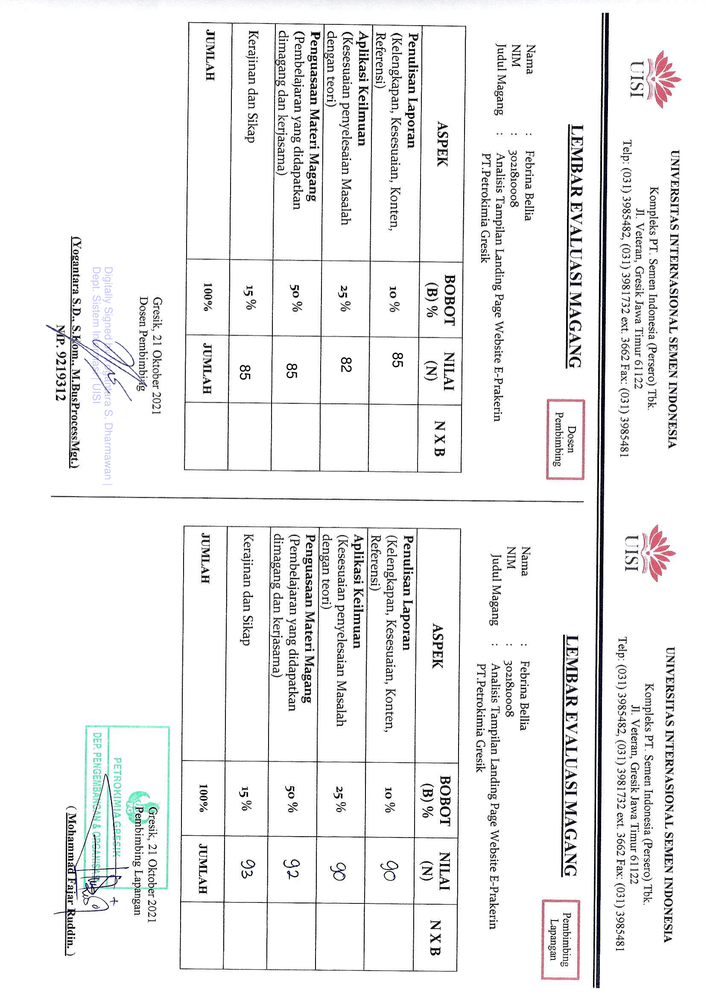 UISI
UNIVERSITAS INTERNASIONAL SEMEN INDONESIA
Kompleks PT. Semen Indonesia (Persero) Tbk.
Jl. Veteran, Gresik Jawa Timur 61122
Telp: (031) 3985482, (031) 3981732 ext. 3662 Fax: (031) 3985481
LEMBAR EVALUASI MAGANG
Dosen
Pembimbing
Nama : Febrina Bellia
NIM : 3021810008
Judul Magang : Analisis Tampilan Landing Page Website E-Prakerin
PT.Petrokimia Gresik
ASPEK BOBOT (B) % NILAI (N) N X B
Penulisan Laporan
(Kelengkapan, Kesesuaian, Konten, 10 % 85
Referensi)
Aplikasi Keilmuan
(Kesesuaian penyelesaian Masalah 25 % 82
dengan teori)
Penguasaan Materi Magang
(Pembelajaran yang didapatkan 50 % 85
dimagang dan kerjasama)
Kerajinan dan Sikap 15 % 85
JUMLAH 100% JUMLAH
Gresik, 21 Oktober 2021
Dosen Pembimbing
Digitally Signed by Yogantara S. Dharmawan |
Dept. Sistem Informasi | UISI
(Yogantara S.D., S.Kom., M.BusProcessMgt.)
NIP. 9219312
UISI
UNIVERSITAS INTERNASIONAL SEMEN INDONESIA
Kompleks PT. Semen Indonesia (Persero) Tbk.
Jl. Veteran, Gresik Jawa Timur 61122
Telp: (031) 3985482, (031) 3981732 ext. 3662 Fax: (031) 3985481
LEMBAR EVALUASI MAGANG
Pembimbing
Lapangan
Nama : Febrina Bellia
NIM : 3021810008
Judul Magang : Analisis Tampilan Landing Page Website E-Prakerin
PT.Petrokimia Gresik
ASPEK BOBOT (B) % NILAI (N) N X B
Penulisan Laporan
(Kelengkapan, Kesesuaian, Konten, 10 % 90
Referensi)
Aplikasi Keilmuan
(Kesesuaian penyelesaian Masalah 25 % 90
dengan teori)
Penguasaan Materi Magang
(Pembelajaran yang didapatkan 50 % 92
dimagang dan kerjasama)
Kerajinan dan Sikap 15 % 93
JUMLAH 100% JUMLAH
Gresik, 21 Oktober 2021
Pembimbing Lapangan
PG
PETROKIMIA GRESIK
DEP. PENGEMBANGAN & ORGANISASI
( Mohammad Fajar Ruddin. )